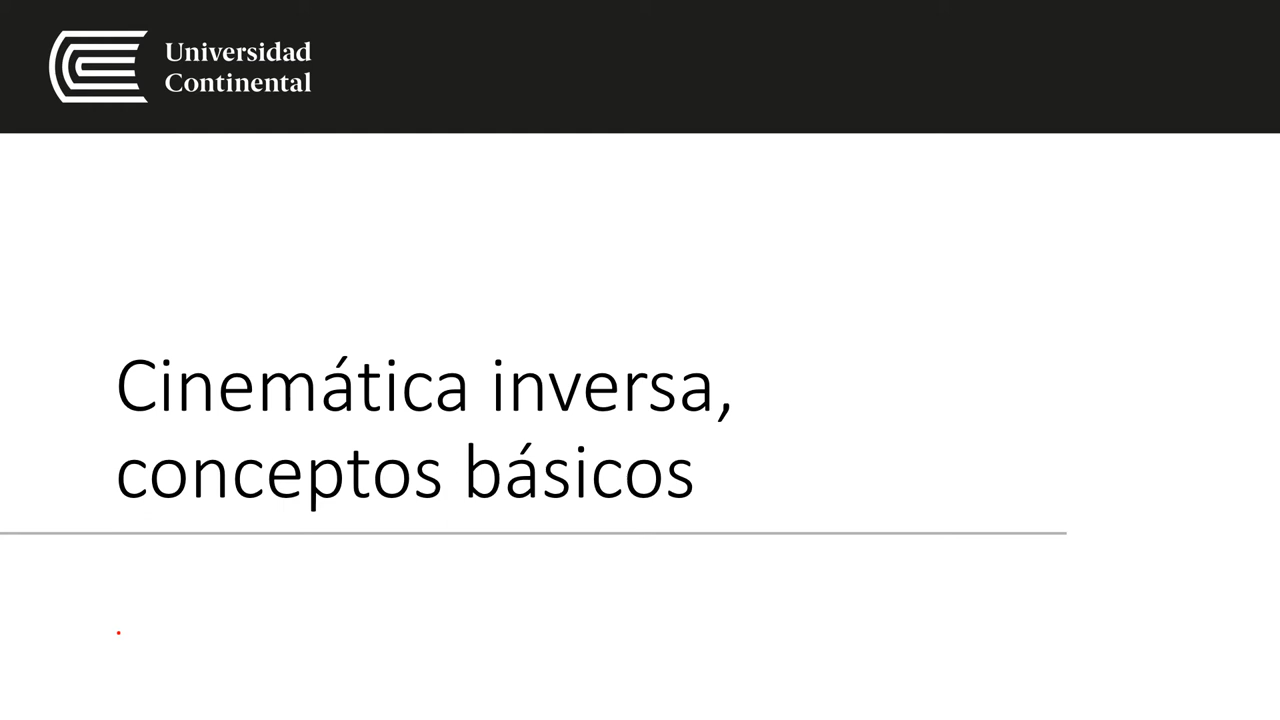 Universidad
Continental
Cinemática inversa,
conceptos básicos